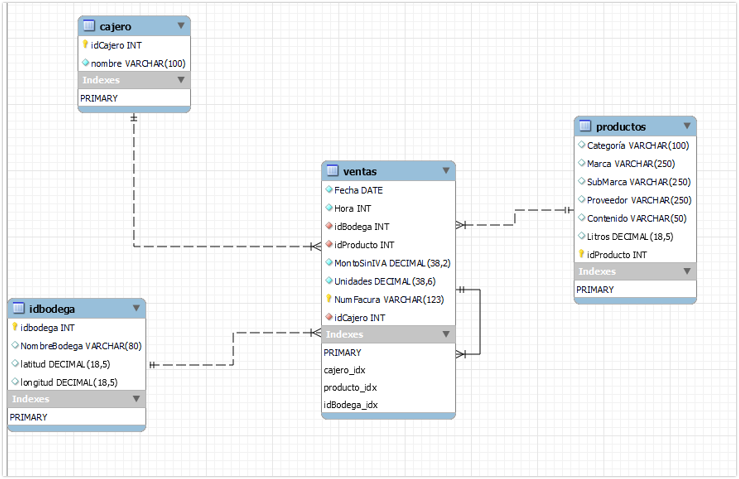 cajero
idCajero INT
nombre VARCHAR(100)
Indexes
PRIMARY
productos
Categoría VARCHAR(100)
Marca VARCHAR(250)
SubMarca VARCHAR(250)
Proveedor VARCHAR(250)
Contenido VARCHAR(50)
Litros DECIMAL(18,5)
idProducto INT
Indexes
PRIMARY
ventas
Fecha DATE
Hora INT
idBodega INT
idProducto INT
MontoSinIVA DECIMAL(38,2)
Unidades DECIMAL(38,6)
NumFacura VARCHAR(123)
idCajero INT
Indexes
PRIMARY
cajero_idx
producto_idx
idBodega_idx
idbodega
idbodega INT
NombreBodega VARCHAR(80)
latitud DECIMAL(18,5)
longitud DECIMAL(18,5)
Indexes
PRIMARY